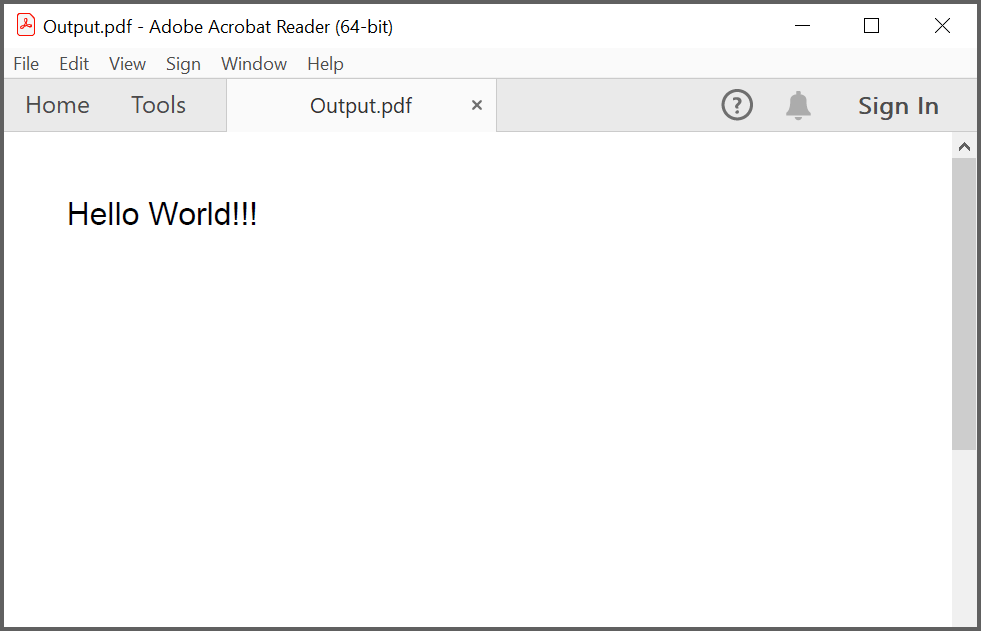 Output.pdf - Adobe Acrobat Reader (64-bit)
File Edit View Sign Window Help
Home Tools Output.pdf × ? Sign In
Hello World!!!